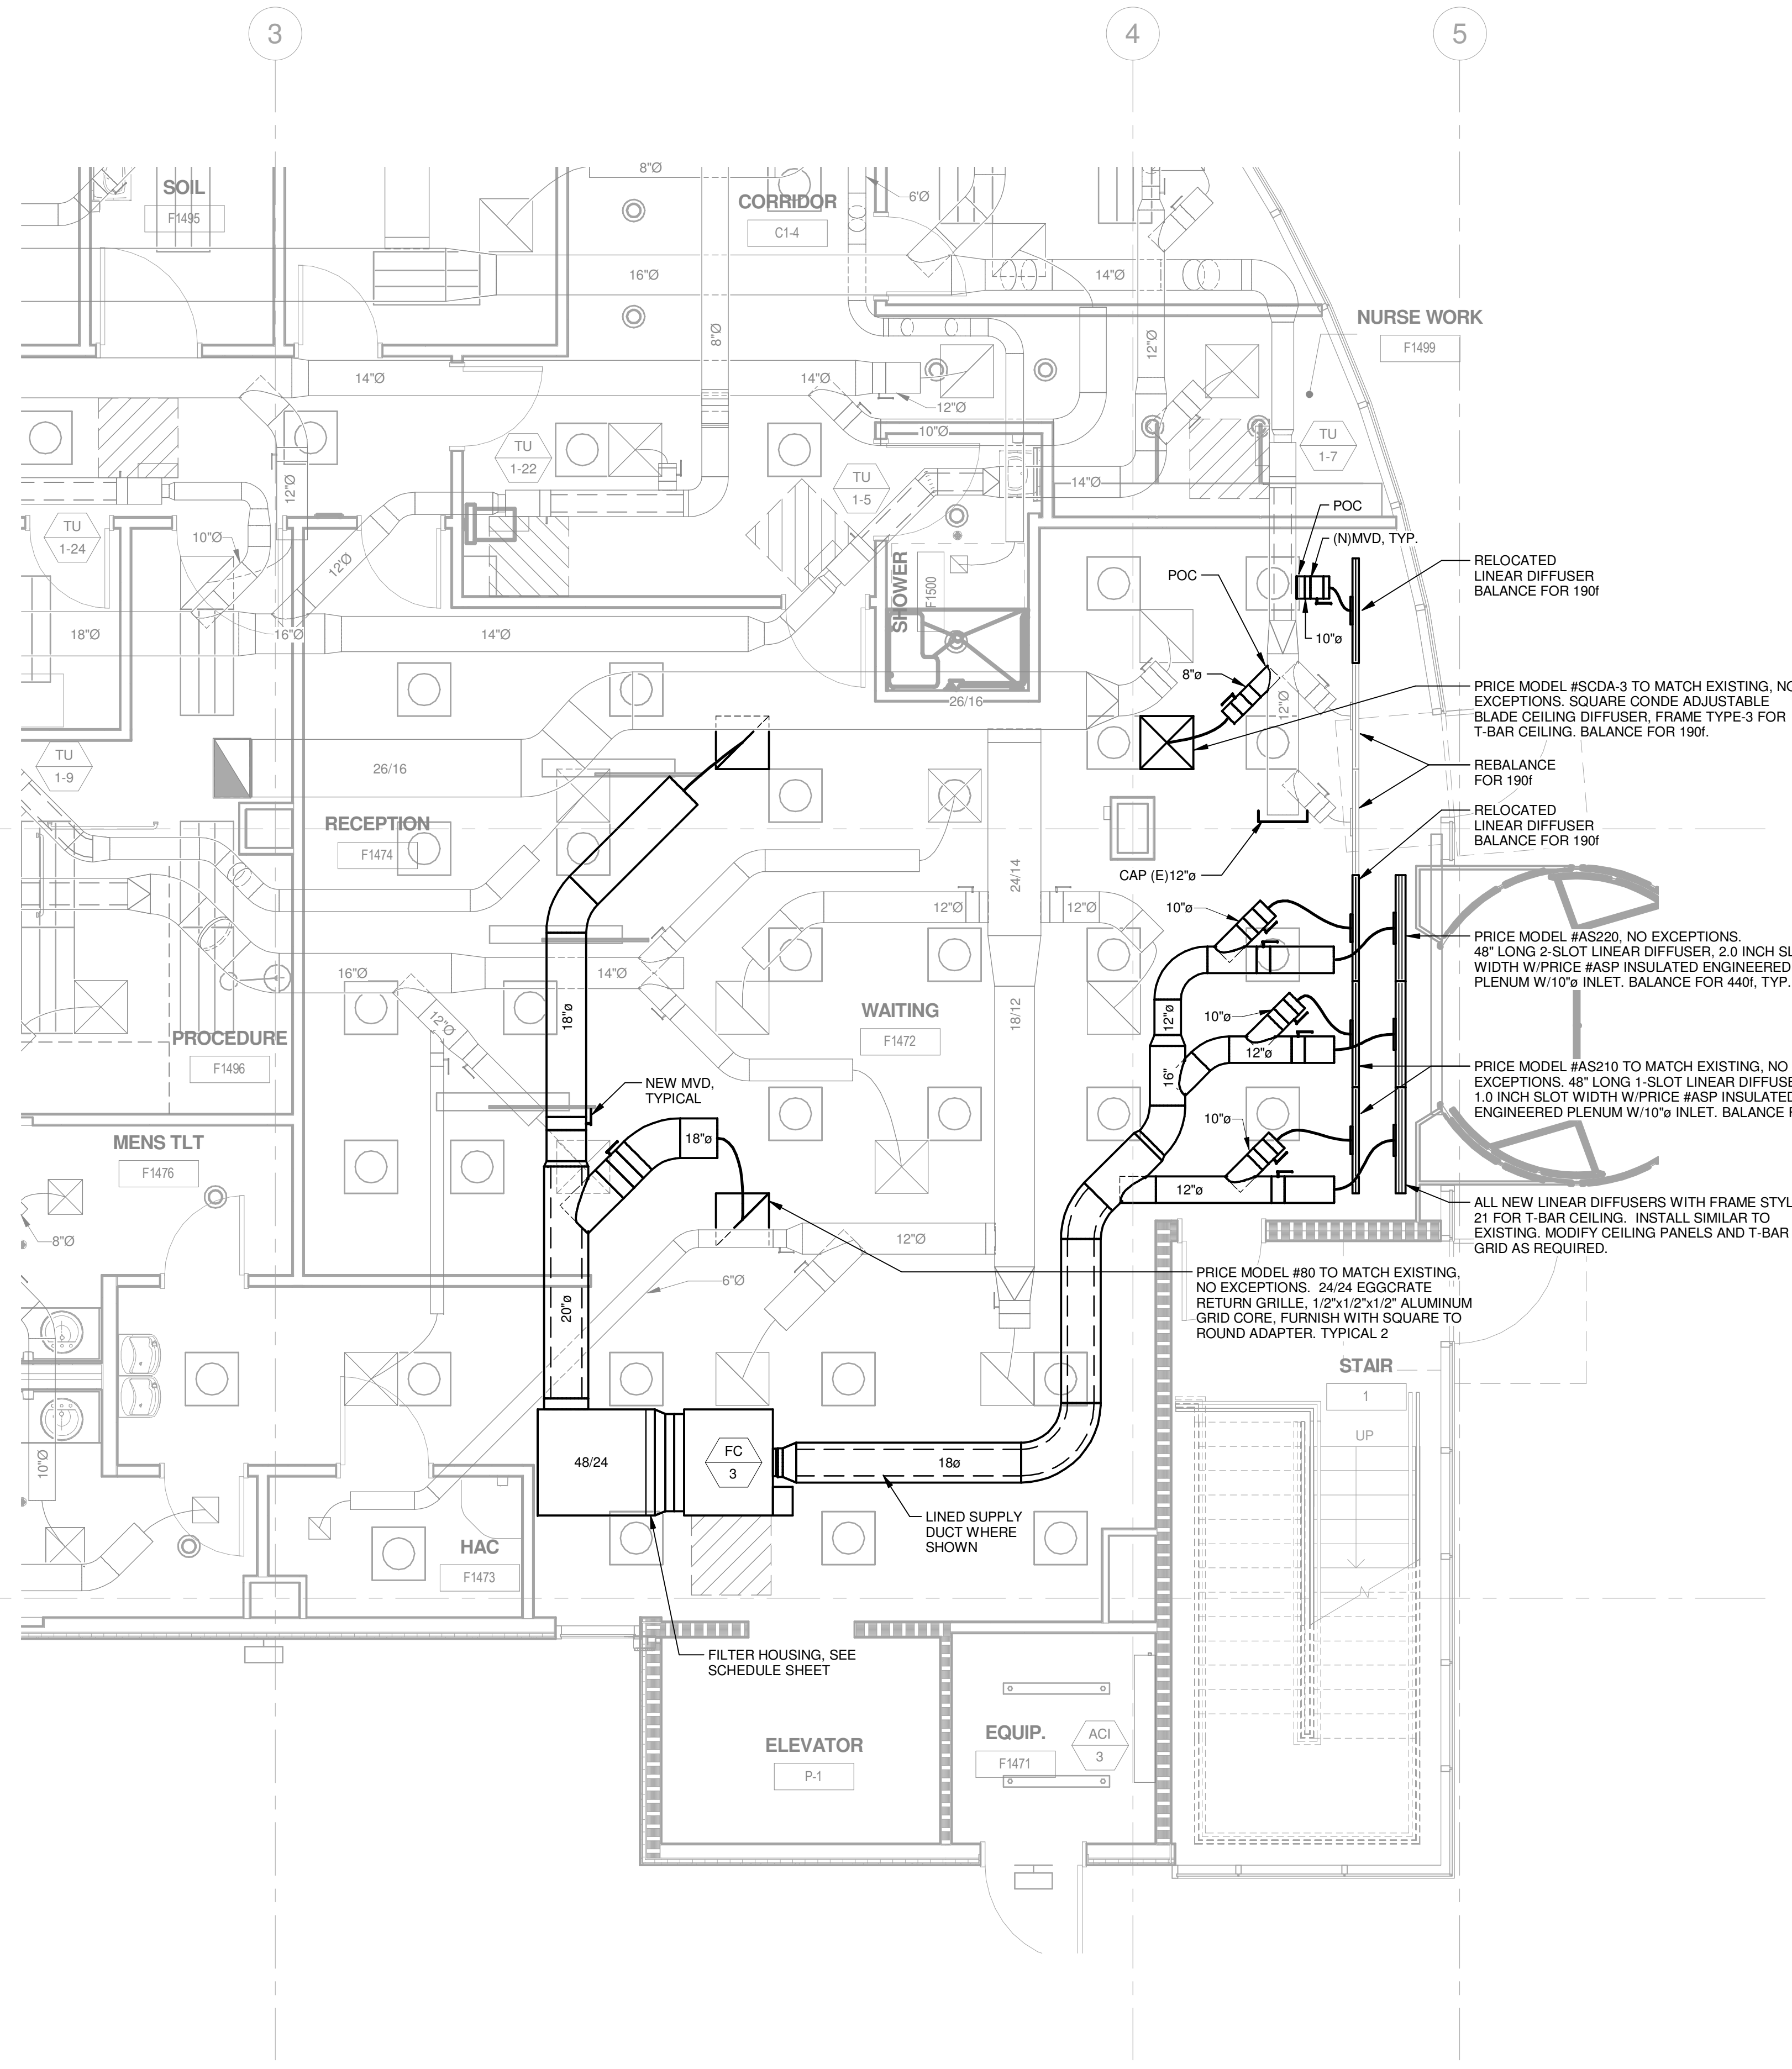 3
4
5
8"Ø
SOIL
F1495
CORRIDOR
C1-4
6'Ø
16"Ø
14"Ø
NURSE WORK
F1499
8"Ø
12"Ø
14"Ø
14"Ø
12"Ø
10"Ø
TU
1-22
TU
1-5
TU
1-7
14"Ø
12"Ø
TU
1-24
10"Ø
12'Ø
POC
(N)MVD, TYP.
RELOCATED
LINEAR DIFFUSER
BALANCE FOR 190f
POC
SHOWER
F1500
10"ø
18"Ø
16"Ø
14"Ø
8"ø
26/16
12"Ø
PRICE MODEL #SCDA-3 TO MATCH EXISTING, NO
EXCEPTIONS. SQUARE CONDE ADJUSTABLE
BLADE CEILING DIFFUSER, FRAME TYPE-3 FOR
T-BAR CEILING. BALANCE FOR 190f.
TU
1-9
26/16
REBALANCE
FOR 190f
RELOCATED
LINEAR DIFFUSER
BALANCE FOR 190f
RECEPTION
F1474
24/14
CAP (E)12"ø
12"Ø
12"Ø
10"ø
PRICE MODEL #AS220, NO EXCEPTIONS.
48" LONG 2-SLOT LINEAR DIFFUSER, 2.0 INCH SL
WIDTH W/PRICE #ASP INSULATED ENGINEERED
PLENUM W/10"ø INLET. BALANCE FOR 440f, TYP.
16"Ø
14"Ø
18"ø
12"Ø
WAITING
F1472
18/12
12"ø
10"ø
12"ø
16"
PROCEDURE
F1496
PRICE MODEL #AS210 TO MATCH EXISTING, NO
EXCEPTIONS. 48" LONG 1-SLOT LINEAR DIFFUSE
1.0 INCH SLOT WIDTH W/PRICE #ASP INSULATED
ENGINEERED PLENUM W/10"ø INLET. BALANCE
NEW MVD,
TYPICAL
10"ø
MENS TLT
F1476
18"ø
12"ø
ALL NEW LINEAR DIFFUSERS WITH FRAME STYL
21 FOR T-BAR CEILING. INSTALL SIMILAR TO
EXISTING. MODIFY CEILING PANELS AND T-BAR
GRID AS REQUIRED.
8"Ø
12"Ø
6"Ø
20"ø
PRICE MODEL #80 TO MATCH EXISTING,
NO EXCEPTIONS. 24/24 EGGCRATE
RETURN GRILLE, 1/2"x1/2"x1/2" ALUMINUM
GRID CORE, FURNISH WITH SQUARE TO
ROUND ADAPTER. TYPICAL 2
STAIR
1
UP
10"Ø
48/24
FC
3
18ø
LINED SUPPLY
DUCT WHERE
SHOWN
HAC
F1473
FILTER HOUSING, SEE
SCHEDULE SHEET
ELEVATOR
P-1
EQUIP.
F1471
ACI
3